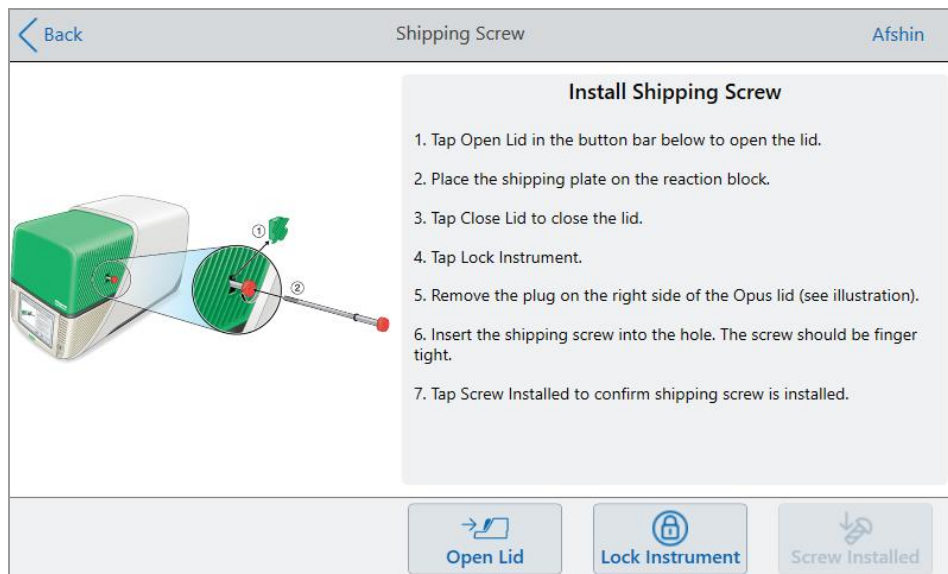 Back
Shipping Screw
Afshin
Install Shipping Screw
1. Tap Open Lid in the button bar below to open the lid.
2. Place the shipping plate on the reaction block.
3. Tap Close Lid to close the lid.
4. Tap Lock Instrument.
5. Remove the plug on the right side of the Opus lid (see illustration).
6. Insert the shipping screw into the hole. The screw should be finger
tight.
7. Tap Screw Installed to confirm shipping screw is installed.
1
2
Open Lid
Lock Instrument
Screw Installed